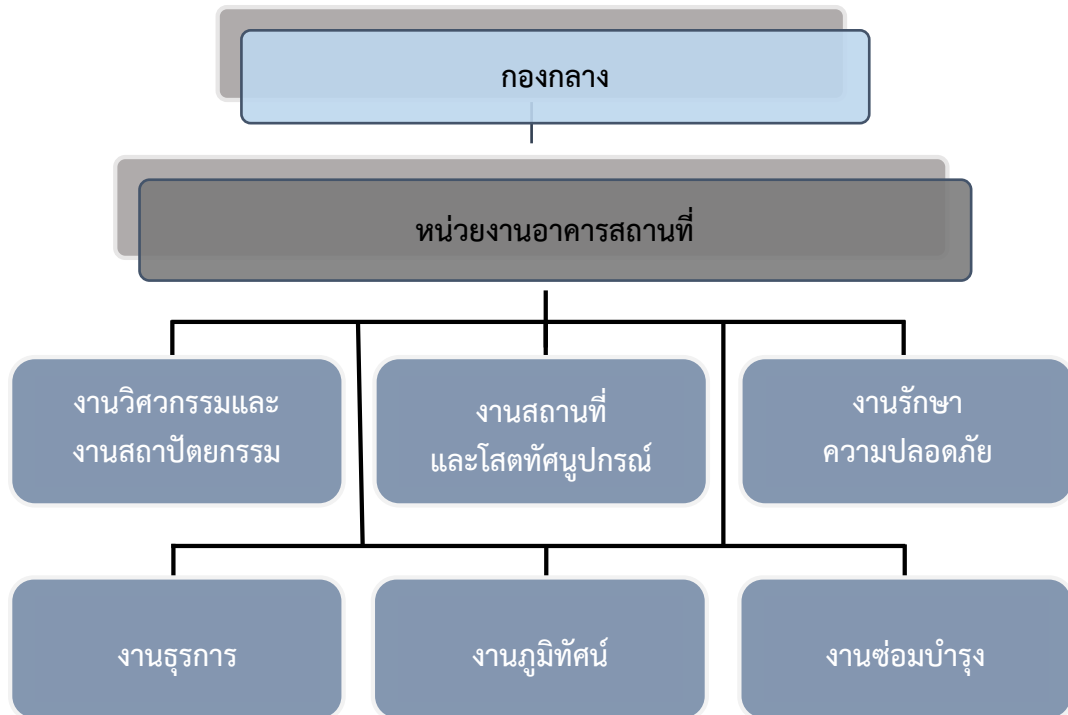 กองกลาง
หน่วยงานอาคารสถานที่
งานวิศวกรรมและ
งานสถาปัตยกรรม
งานสถานที่
และโสตทัศนูปกรณ์
งานรักษา
ความปลอดภัย
งานธุรการ
งานภูมิทัศน์
งานซ่อมบำรุง